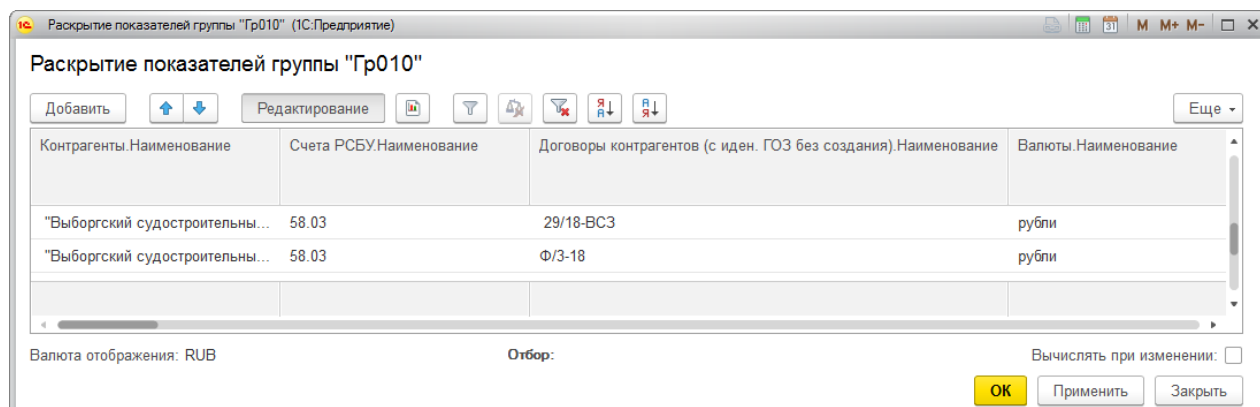 Раскрытие показателей группы "Гр010" (1С:Предприятие)
31 M M+ M-
Раскрытие показателей группы "Гр010"
Добавить Редактирование Еще
Контрагенты.Наименование Счета РСБУ.Наименование Договоры контрагентов (с иден. ГОЗ без создания).Наименование Валюты.Наименование
"Выборгский судостроительны... 58.03 29/18-ВСЗ рубли
"Выборгский судостроительны... 58.03 Ф/3-18 рубли
Валюта отображения: RUB Отбор: Вычислять при изменении:
ОК Применить Закрыть